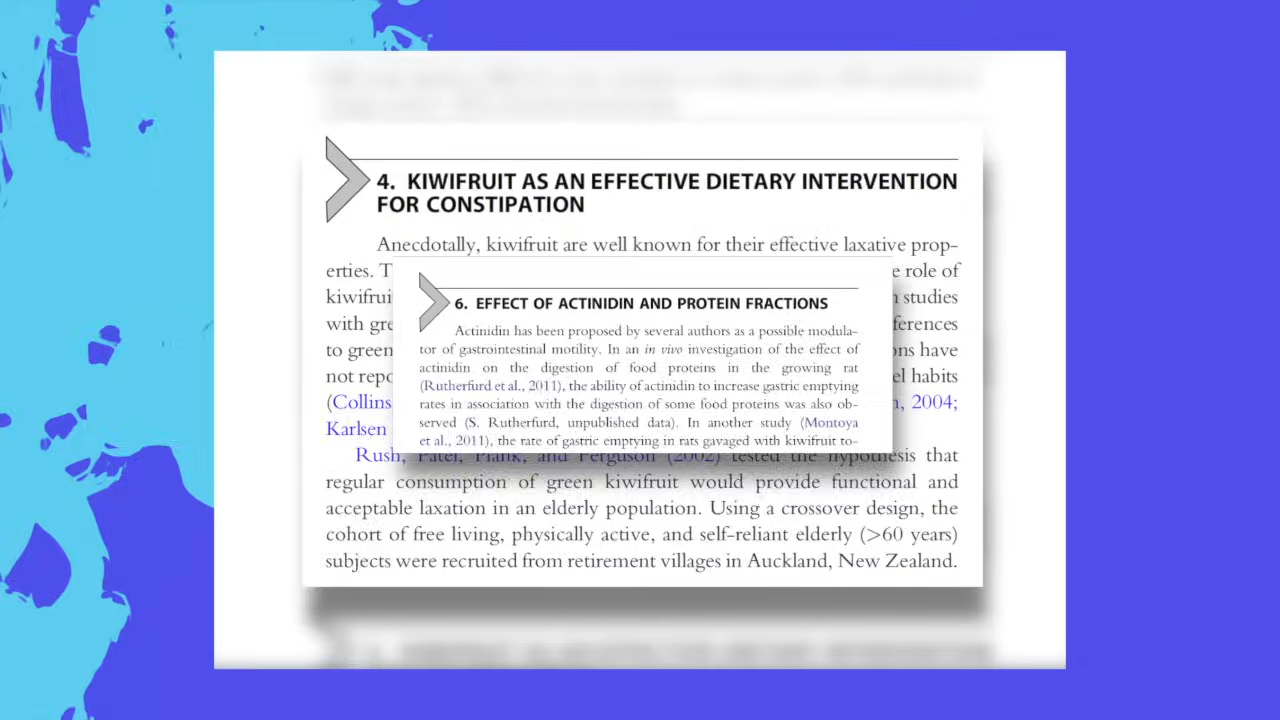 4. KIWIFRUIT AS AN EFFECTIVE DIETARY INTERVENTION
FOR CONSTIPATION
Anecdotally, kiwifruit are well known for their effective laxative prop-
erties. T
e role of
kiwifrui
studies
with gre
ferences
to green
ons have
not repo
el habits
(Collins
n, 2004;
Karlsen
6. EFFECT OF ACTINIDIN AND PROTEIN FRACTIONS
Actinidin has been proposed by several authors as a possible modula-
tor of gastrointestinal motility. In an in vivo investigation of the effect of
actinidin on the digestion of food proteins in the growing rat
(Rutherfurd et al., 2011), the ability of actinidin to increase gastric emptying
rates in association with the digestion of some food proteins was also ob-
served (S. Rutherfurd, unpublished data). In another study (Montoya
et al., 2011), the rate of gastric emptying in rats gavaged with kiwifruit to-
Rush, Patel, Plank, and Ferguson (2002) tested the hypothesis that
regular consumption of green kiwifruit would provide functional and
acceptable laxation in an elderly population. Using a crossover design, the
cohort of free living, physically active, and self-reliant elderly (>60 years)
subjects were recruited from retirement villages in Auckland, New Zealand.